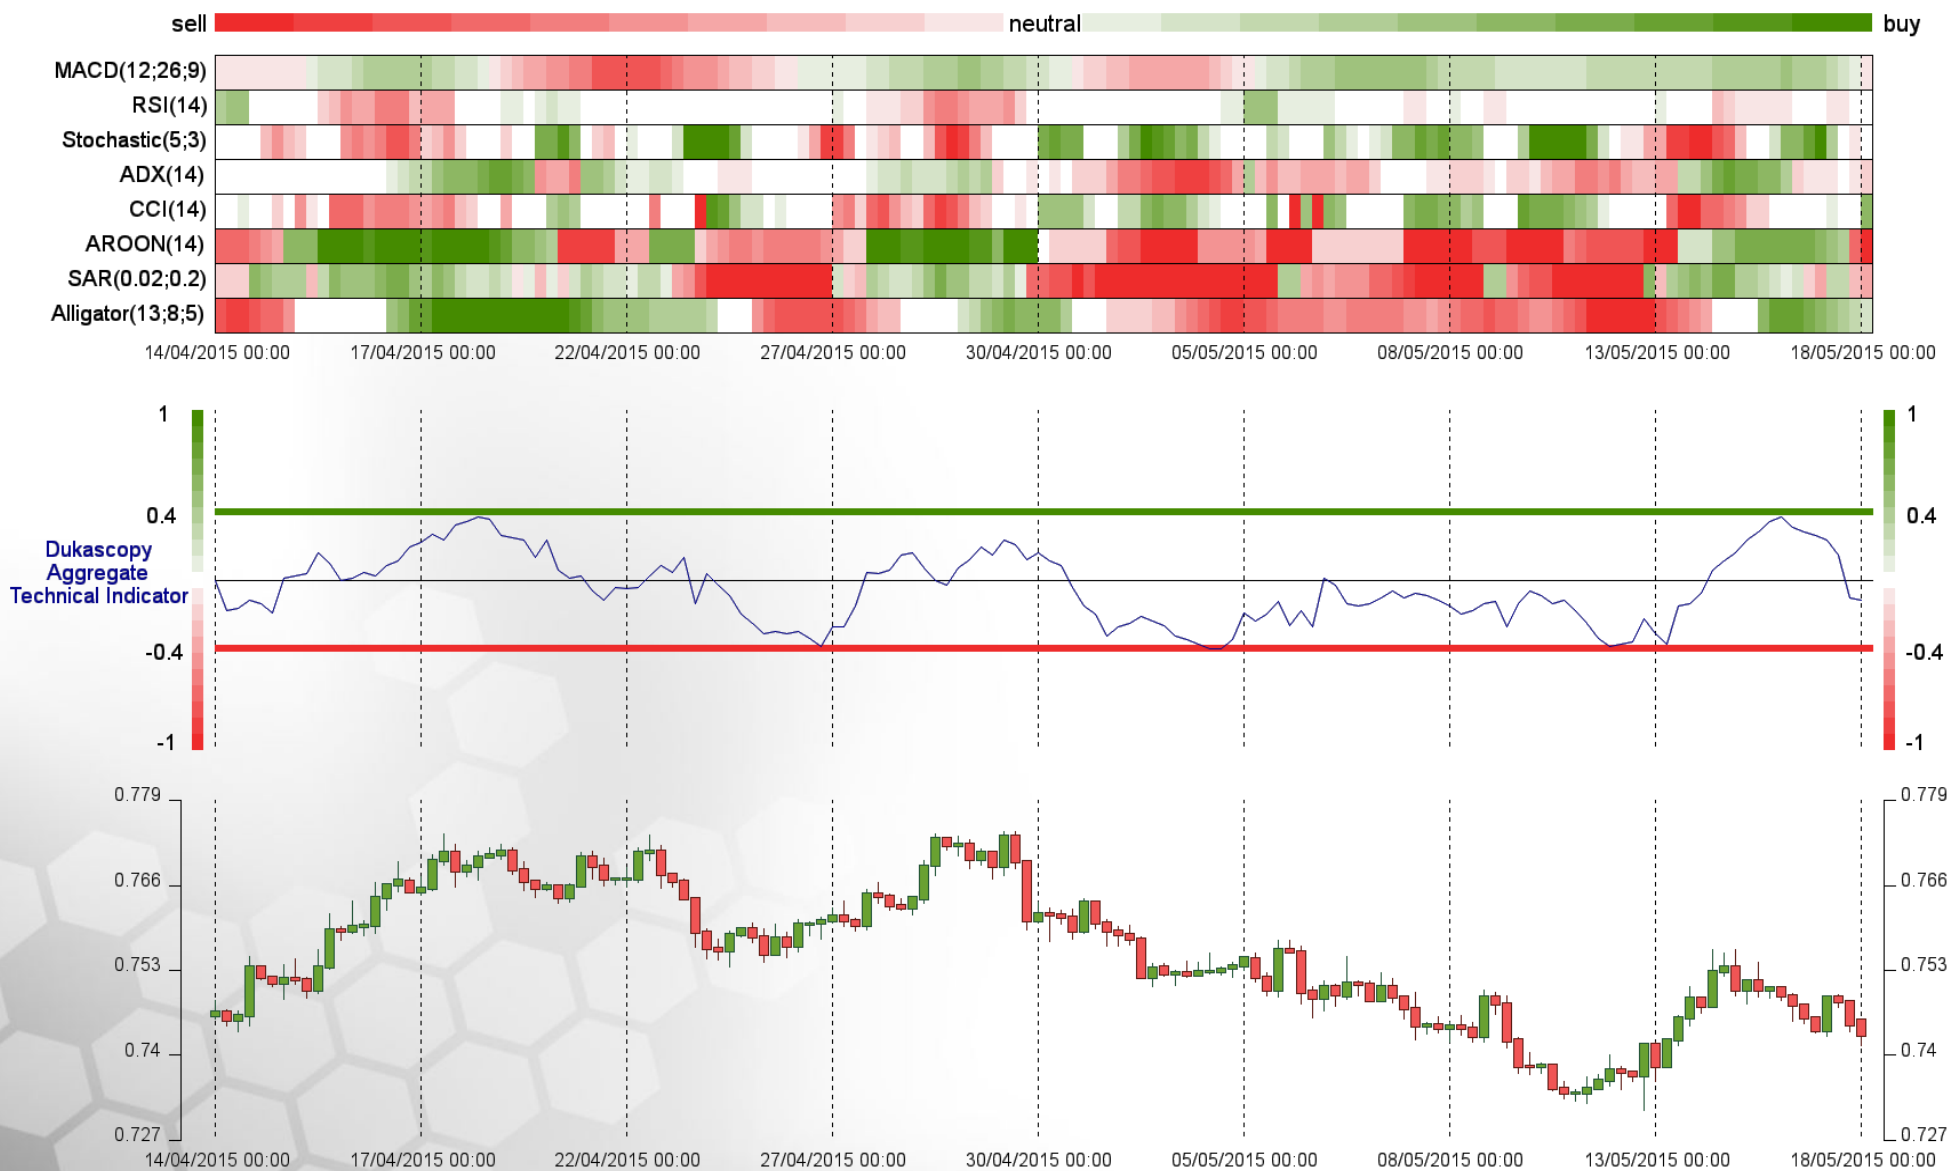 sell neutral buy
MACD(12;26;9)
RSI(14)
Stochastic(5;3)
ADX(14)
CCI(14)
AROON(14)
SAR(0.02;0.2)
Alligator(13;8;5)
14/04/2015 00:00 17/04/2015 00:00 22/04/2015 00:00 27/04/2015 00:00 30/04/2015 00:00 05/05/2015 00:00 08/05/2015 00:00 13/05/2015 00:00 18/05/2015 00:00
1 1
0.4 0.4
Dukascopy
Aggregate
Technical Indicator
-0.4 -0.4
-1 -1
0.779 0.779
0.766 0.766
0.753 0.753
0.74 0.74
0.727 0.727
14/04/2015 00:00 17/04/2015 00:00 22/04/2015 00:00 27/04/2015 00:00 30/04/2015 00:00 05/05/2015 00:00 08/05/2015 00:00 13/05/2015 00:00 18/05/2015 00:00